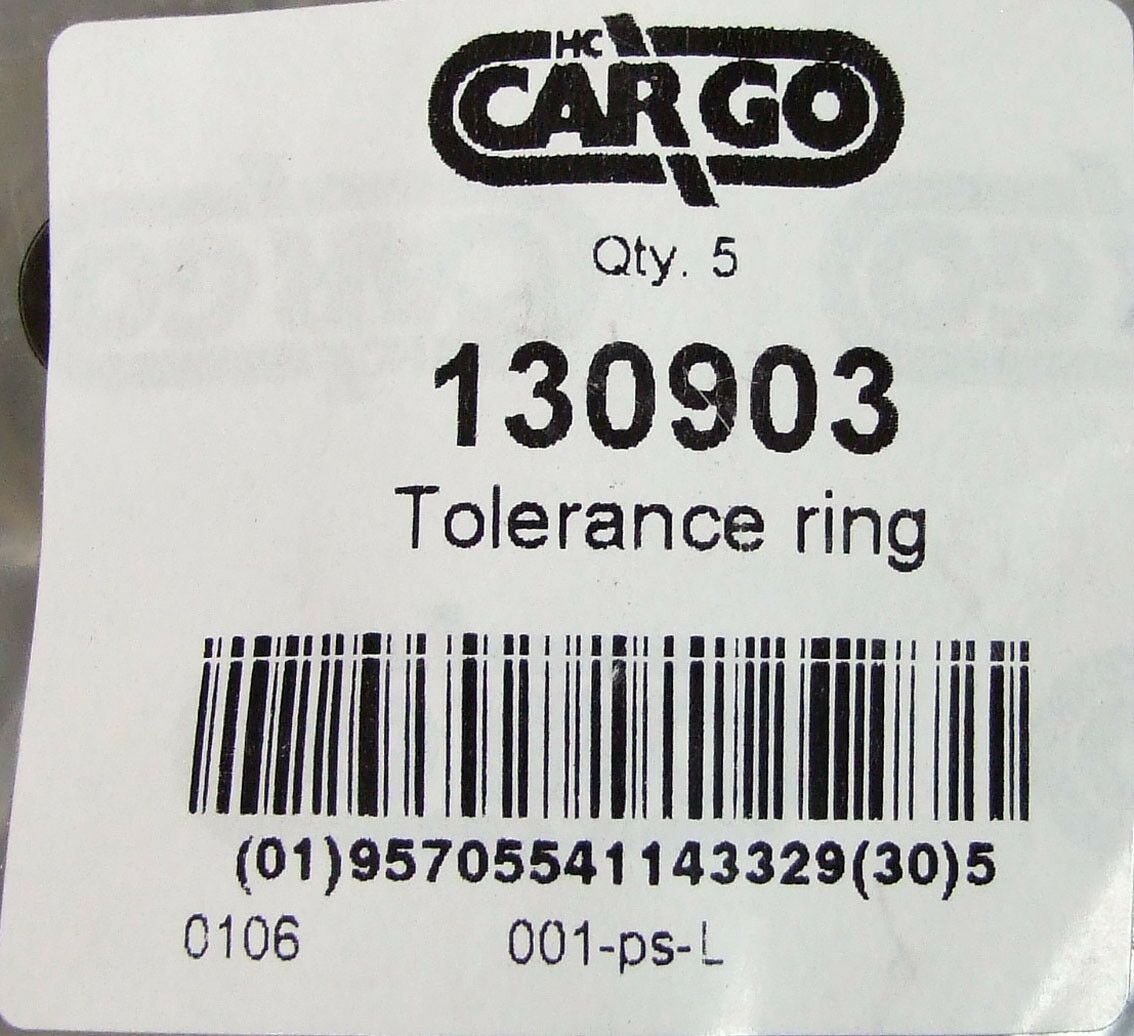 HC
CARGO
Qty. 5
130903
Tolerance ring
(01)95705541143329(30)5
0106 001-ps-L